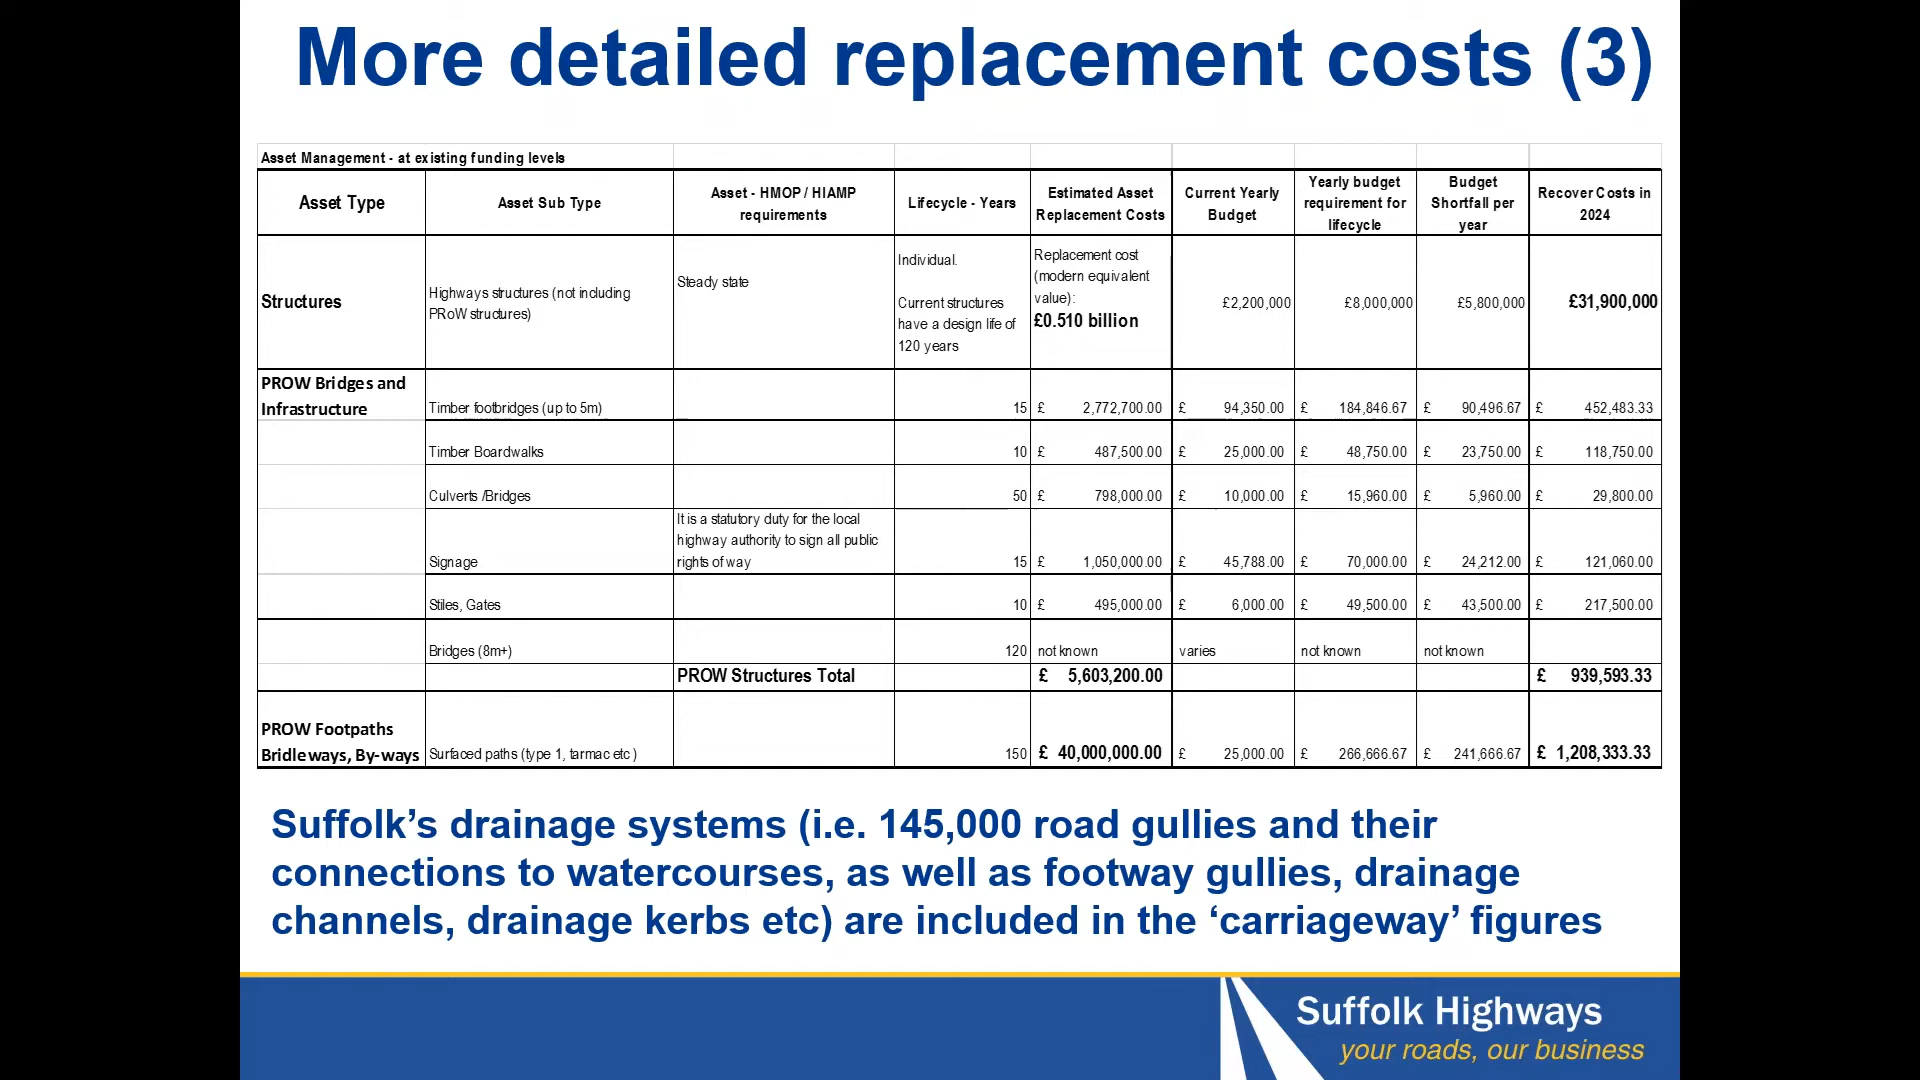 More detailed replacement costs (3)
Asset Management - at existing funding levels
Asset Type
Asset Sub Type
Asset - HMOP / HIAMP
requirements
Lifecycle - Years
Estimated Asset
Replacement Costs
Current Yearly
Budget
Yearly budget
requirement for
lifecycle
Budget
Shortfall per
year
Recover Costs in
2024
Structures
Highways structures (not including
PRoW structures)
Steady state
Individual.
Current structures
have a design life of
120 years
Replacement cost
(modern equivalent
value):
£0.510 billion
£2,200,000
£8,000,000
£5,800,000
£31,900,000
PROW Bridges and
Infrastructure
Timber footbridges (up to 5m) 15 £ 2,772,700.00 £ 94,350.00 £ 184,846.67 £ 90,496.67 £ 452,483.33
Timber Boardwalks 10 £ 487,500.00 £ 25,000.00 £ 48,750.00 £ 23,750.00 £ 118,750.00
Culverts /Bridges 50 £ 798,000.00 £ 10,000.00 £ 15,960.00 £ 5,960.00 £ 29,800.00
It is a statutory duty for the local
highway authority to sign all public
rights of way
Signage 15 £ 1,050,000.00 £ 45,788.00 £ 70,000.00 £ 24,212.00 £ 121,060.00
Stiles, Gates 10 £ 495,000.00 £ 6,000.00 £ 49,500.00 £ 43,500.00 £ 217,500.00
Bridges (8m+) 120 not known varies not known not known
PROW Structures Total £ 5,603,200.00 £ 939,593.33
PROW Footpaths
Bridleways, By-ways Surfaced paths (type 1, tarmac etc ) 150 £ 40,000,000.00 £ 25,000.00 £ 266,666.67 £ 241,666.67 £ 1,208,333.33
Suffolk’s drainage systems (i.e. 145,000 road gullies and their
connections to watercourses, as well as footway gullies, drainage
channels, drainage kerbs etc) are included in the ‘carriageway’ figures
Suffolk Highways
your roads, our business